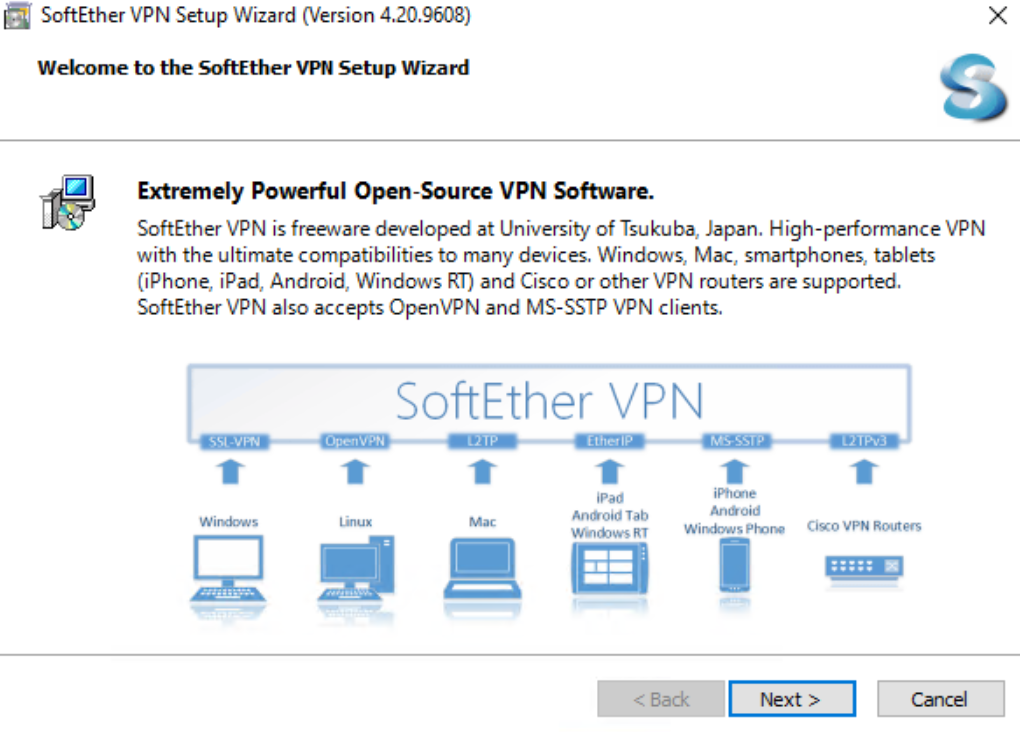 SoftEther VPN Setup Wizard (Version 4.20.9608)
Welcome to the SoftEther VPN Setup Wizard
Extremely Powerful Open-Source VPN Software.
SoftEther VPN is freeware developed at University of Tsukuba, Japan. High-performance VPN
with the ultimate compatibilities to many devices. Windows, Mac, smartphones, tablets
(iPhone, iPad, Android, Windows RT) and Cisco or other VPN routers are supported.
SoftEther VPN also accepts OpenVPN and MS-SSTP VPN clients.
SoftEther VPN
SSL-VPN OpenVPN L2TP EtherIP MS-SSTP L2TPv3
Windows
Linux
Mac
iPad
Android Tab
Windows RT
iPhone
Android
Windows Phone
Cisco VPN Routers
< Back Next > Cancel